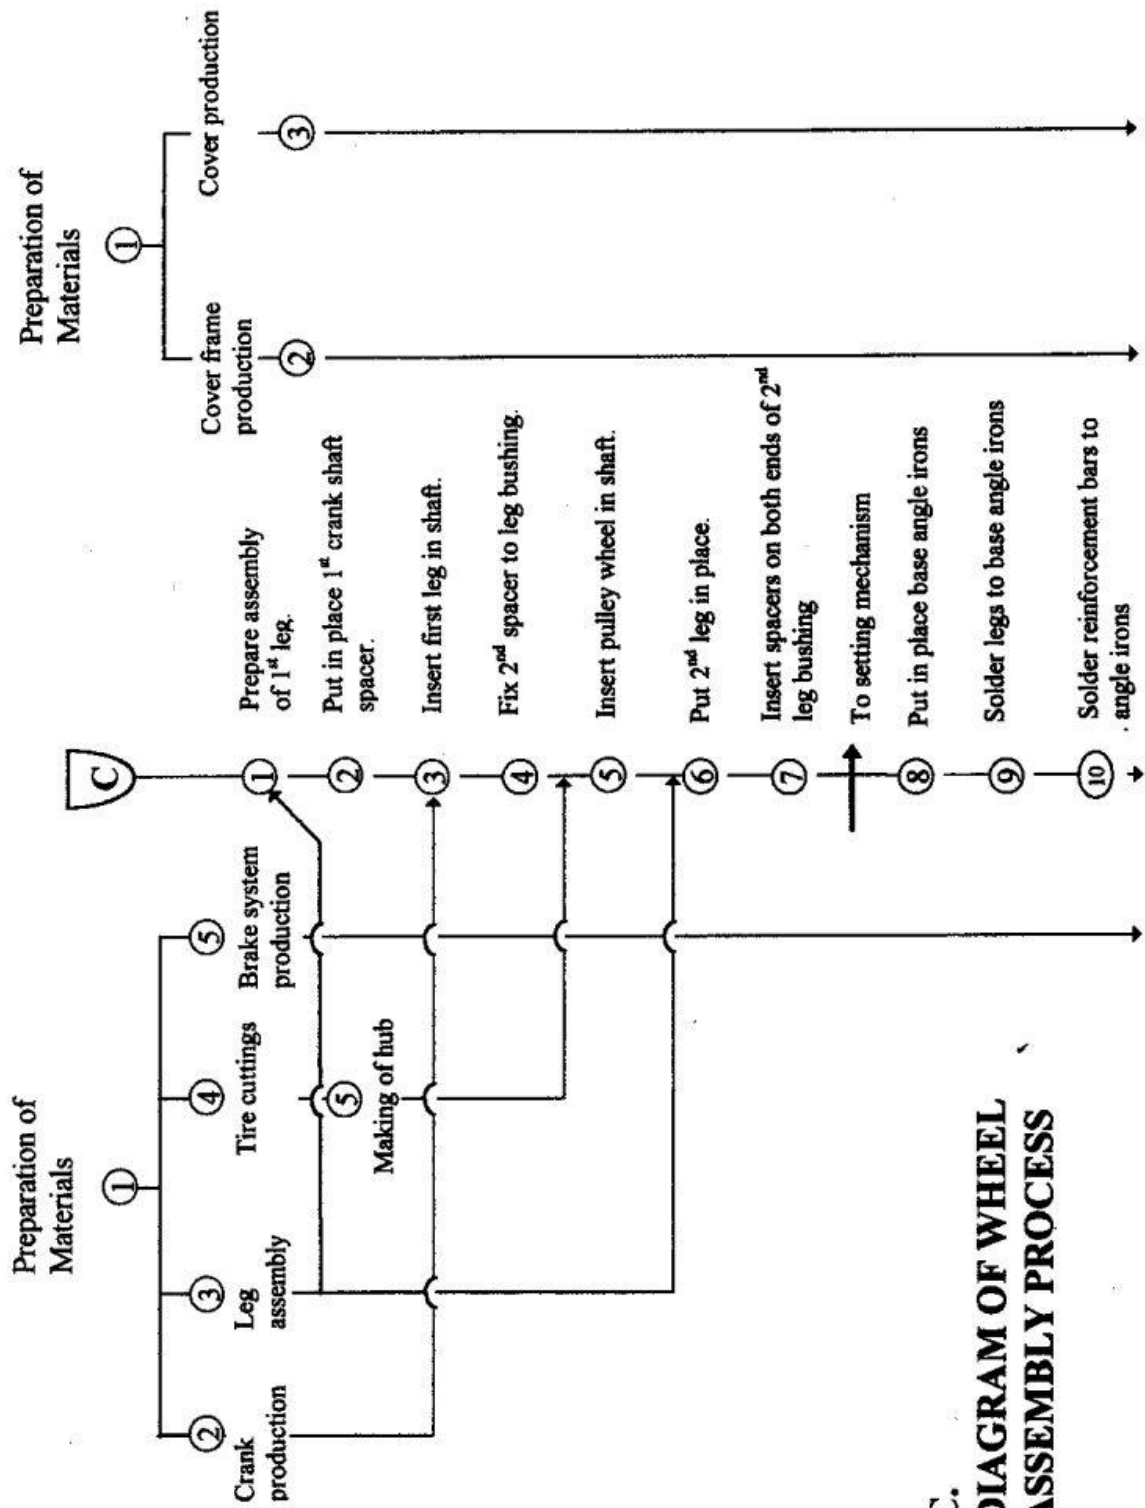 Preparation of
Materials
1
2
Crank
production
3
Leg
assembly
4
Tire cuttings
5
Making of hub
5
Brake system
production
C
1
Prepare assembly
of 1st leg.
2
Put in place 1st crank shaft
spacer.
3
Insert first leg in shaft.
4
Fix 2nd spacer to leg bushing.
5
Insert pulley wheel in shaft.
6
Put 2nd leg in place.
7
Insert spacers on both ends of 2nd
leg bushing
To setting mechanism
8
Put in place base angle irons
9
Solder legs to base angle irons
10
Solder reinforcement bars to
angle irons
Preparation of
Materials
1
Cover frame
production
2
Cover production
3
DIAGRAM OF WHEEL
ASSEMBLY PROCESS